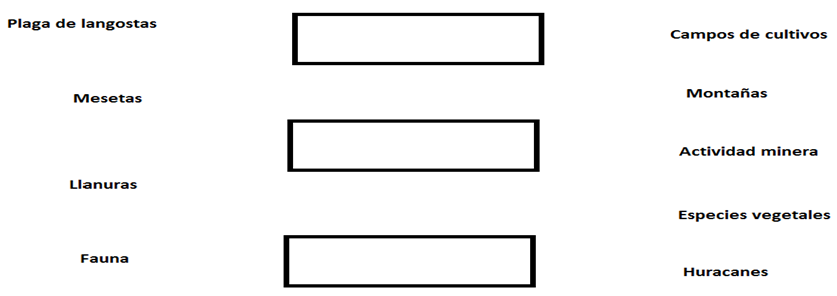 Plaga de langostas
Mesetas
Llanuras
Fauna
Campos de cultivos
Montañas
Actividad minera
Especies vegetales
Huracanes